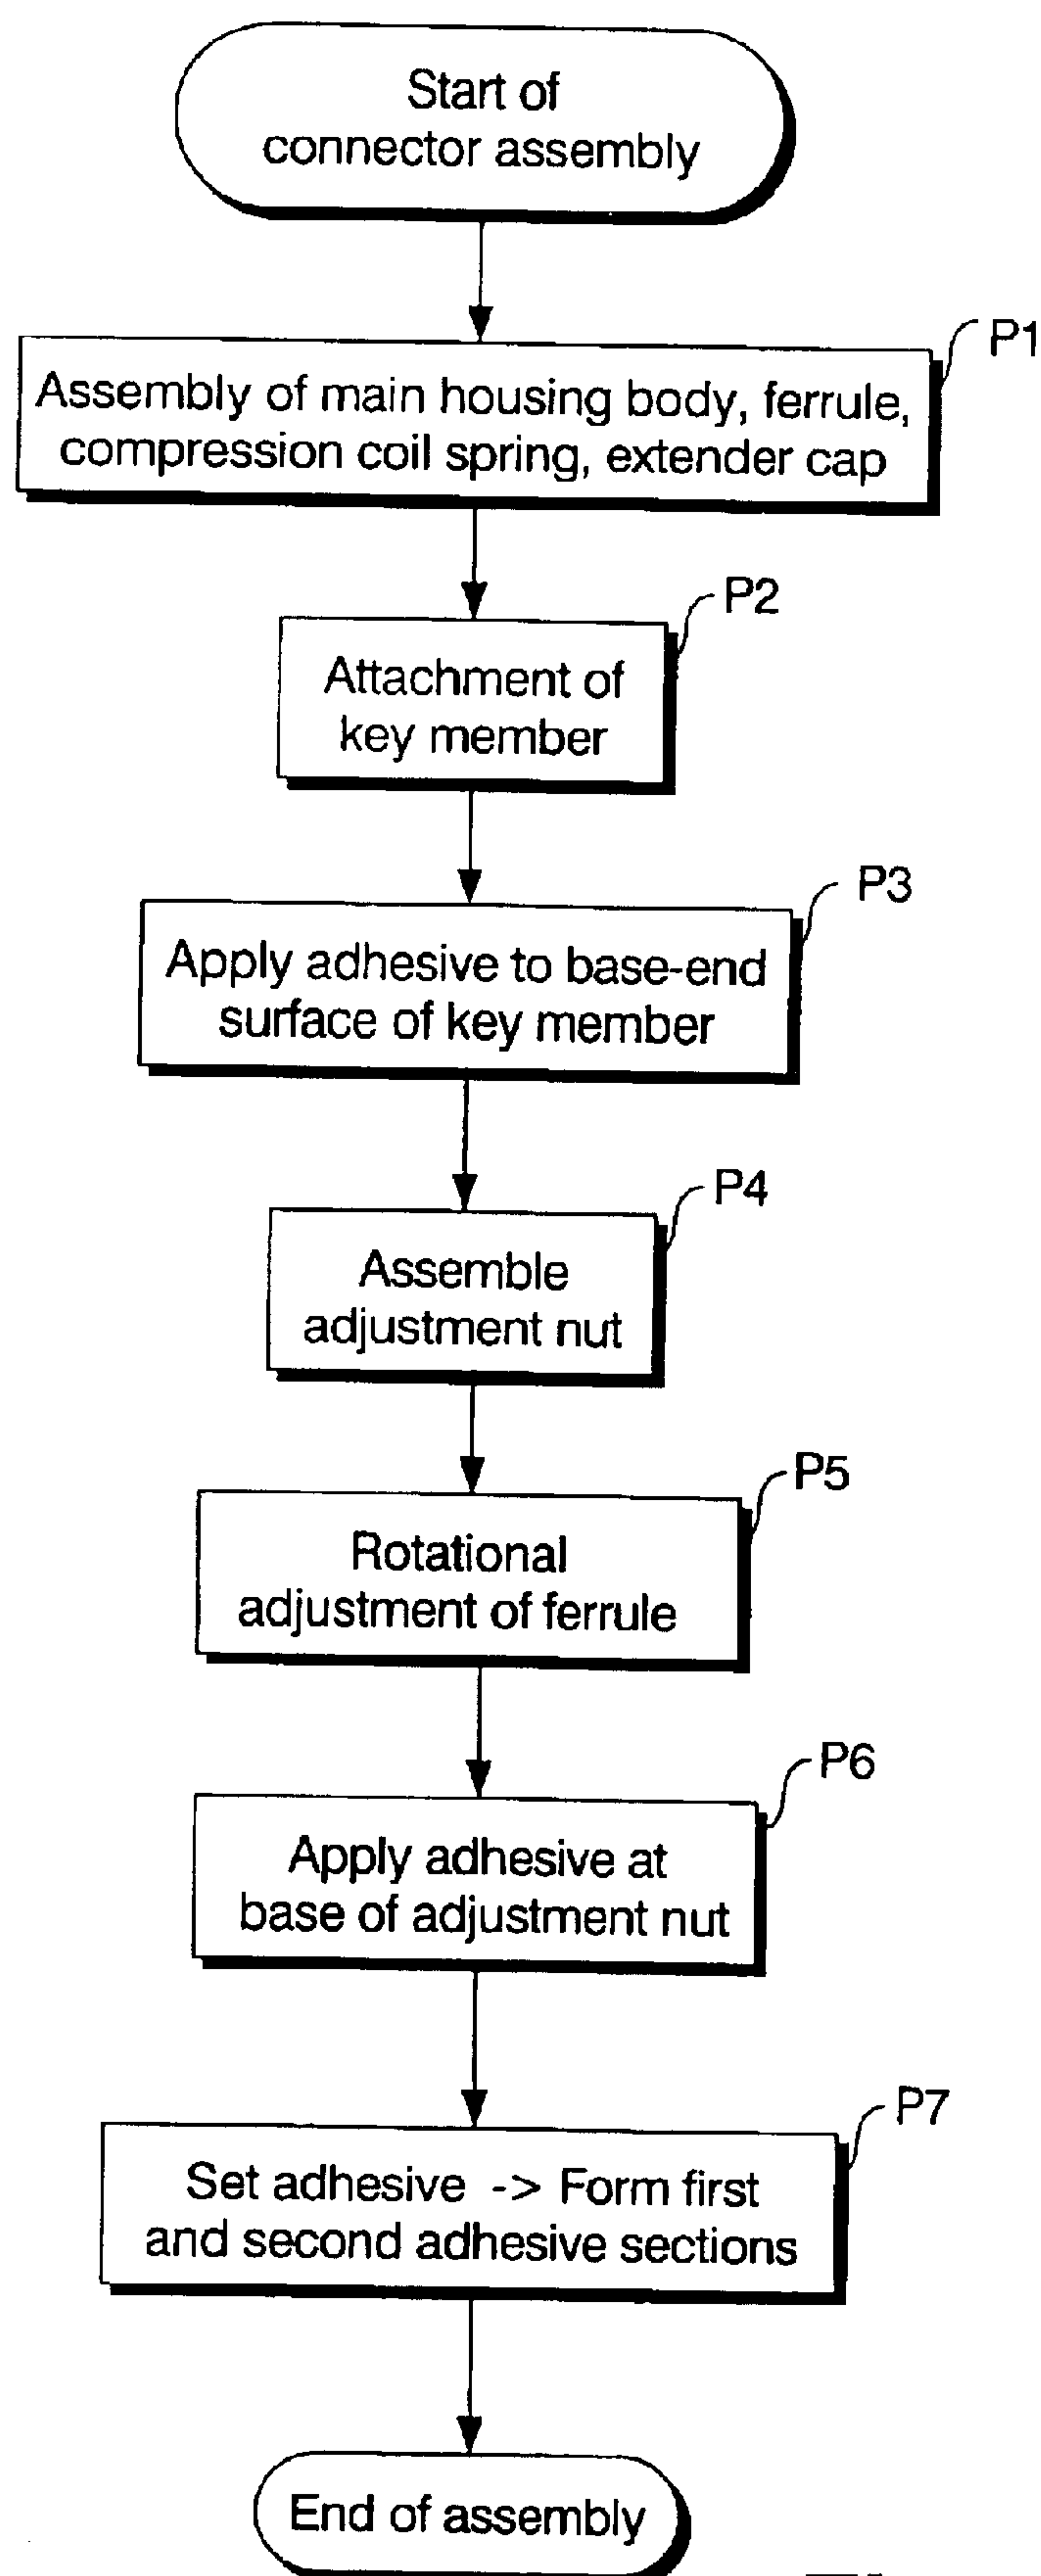 Start of
connector assembly
P1
Assembly of main housing body, ferrule,
compression coil spring, extender cap
P2
Attachment of
key member
P3
Apply adhesive to base-end
surface of key member
P4
Assemble
adjustment nut
P5
Rotational
adjustment of ferrule
P6
Apply adhesive at
base of adjustment nut
P7
Set adhesive -> Form first
and second adhesive sections
End of assembly